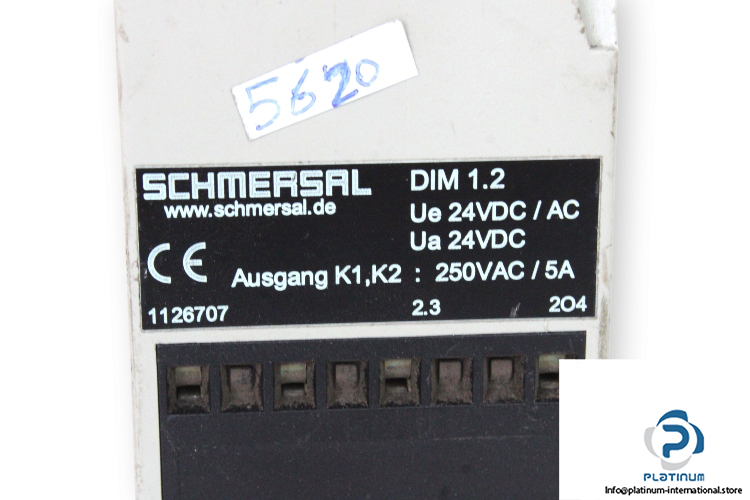 5620
SCHMERSAL DIM 1.2
www.schmersal.de Ue 24VDC / AC
Ua 24VDC
CE Ausgang K1,K2 : 250VAC / 5A
1126707 2.3 2O4
PLATINUM
Info@platinum-international.store